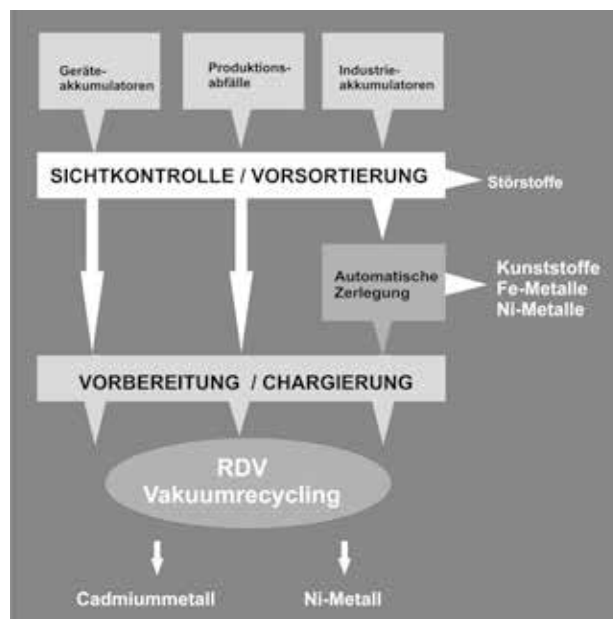 Geräte-
akkumulatoren
Produktions-
abfälle
Industrie-
akkumulatoren
SICHTKONTROLLE / VORSORTIERUNG
Störstoffe
Automatische
Zerlegung
Kunststoffe
Fe-Metalle
Ni-Metalle
VORBEREITUNG / CHARGIERUNG
RDV
Vakuumrecycling
Cadmiummetall
Ni-Metall